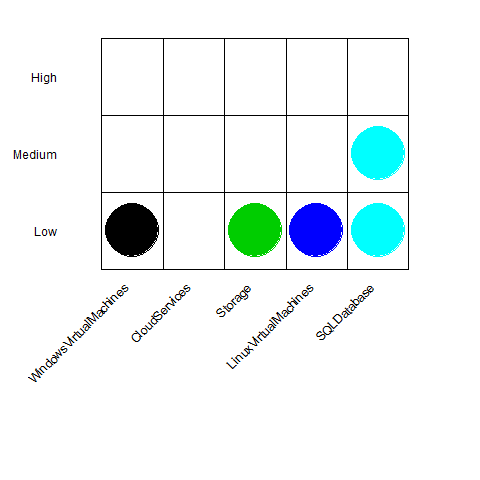 High
Medium
Low
WindowsVirtualMachines
CloudServices
Storage
LinuxVirtualMachines
SQLDatabase